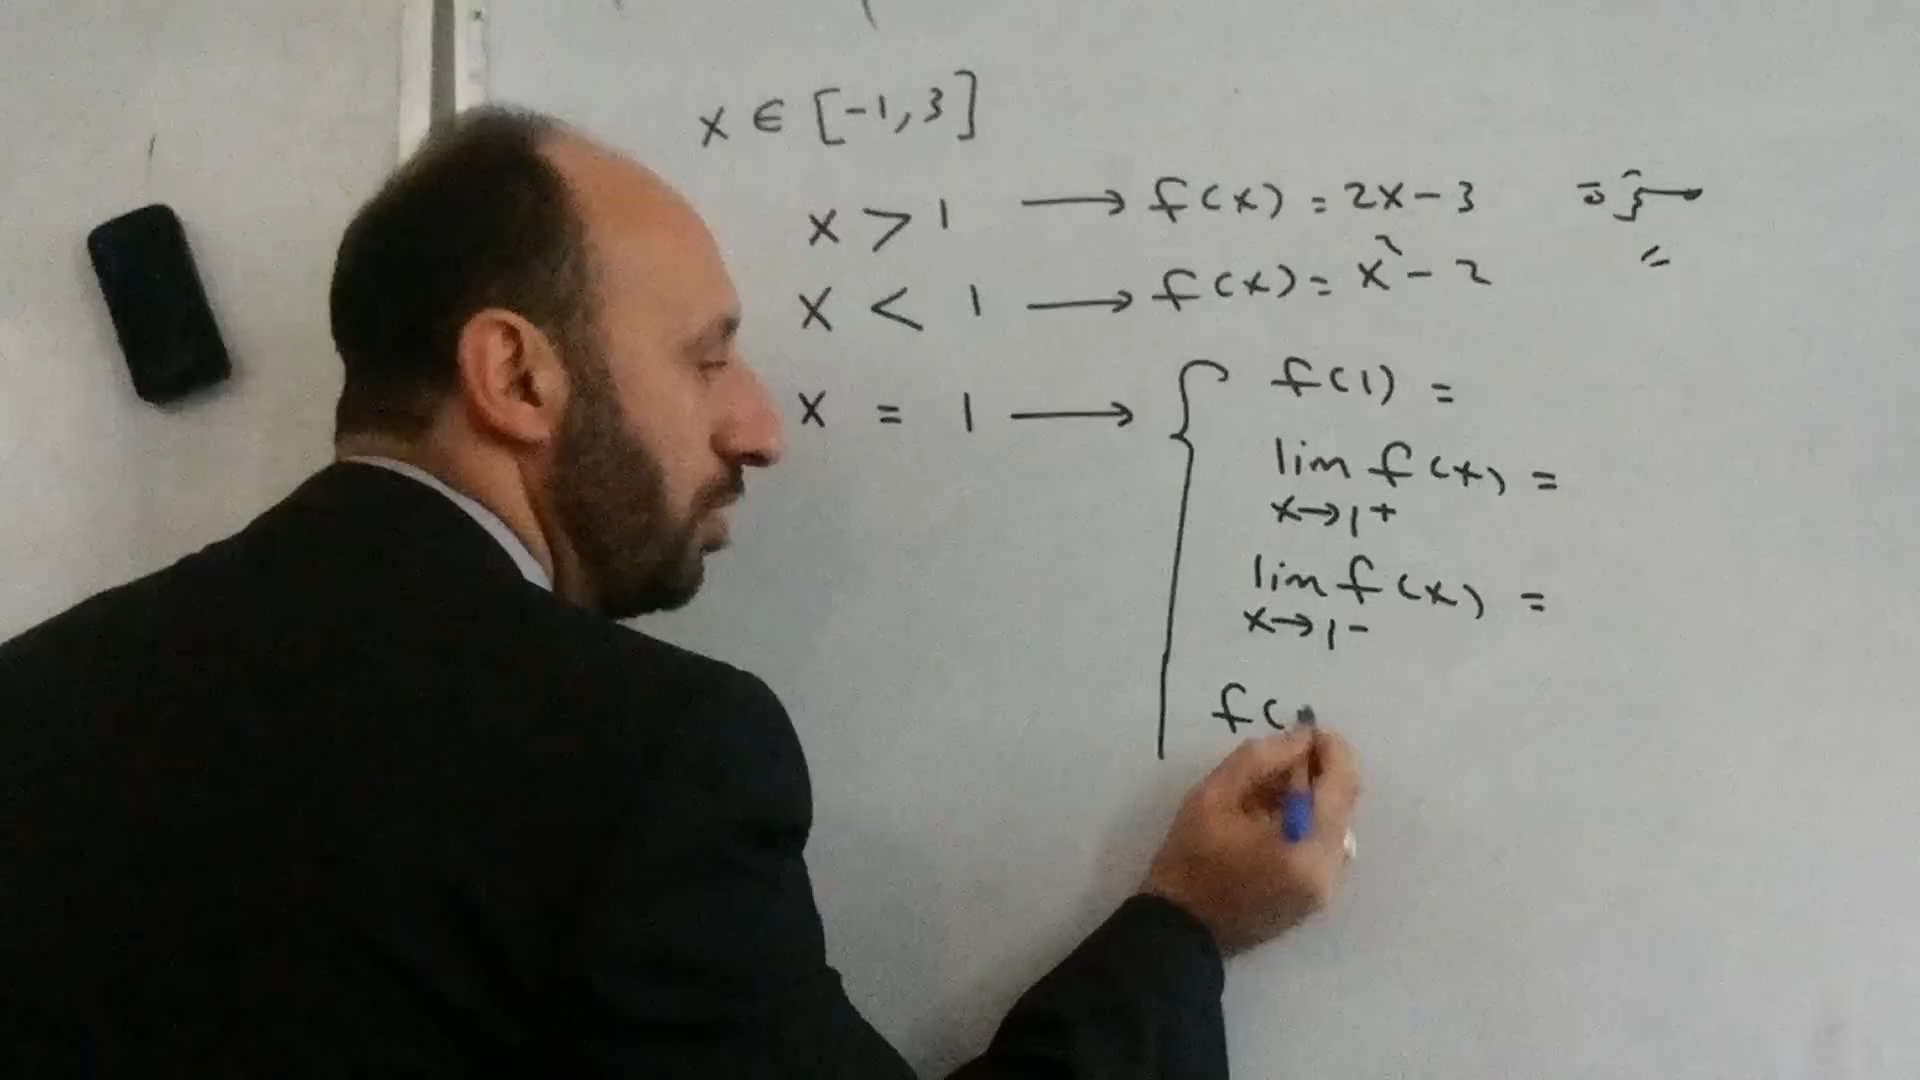 x ∈ [-1,3]
x > 1 → f(x) = 2x-3
x < 1 → f(x) = x²-2
x = 1 → { f(1) =
lim f(x) =
x→1+
lim f(x) =
x→1-
f(